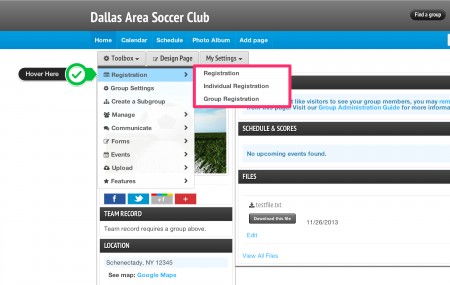 Dallas Area Soccer Club
Find a group
Home Calendar Schedule Photo Album Add page
Toolbox Design Page My Settings
Hover Here
Registration
Group Settings
Create a Subgroup
Manage
Communicate
Forms
Events
Upload
Features
Registration
Individual Registration
Group Registration
like visitors to see your group members, you may
Visit our Group Administration Guide for more informa
SCHEDULE & SCORES
No upcoming events found.
FILES
testfile.txt
Download this file
11/26/2013
Edit
View All Files
TEAM RECORD
Team record requires a group above.
LOCATION
Schenectady, NY 12345
See map: Google Maps